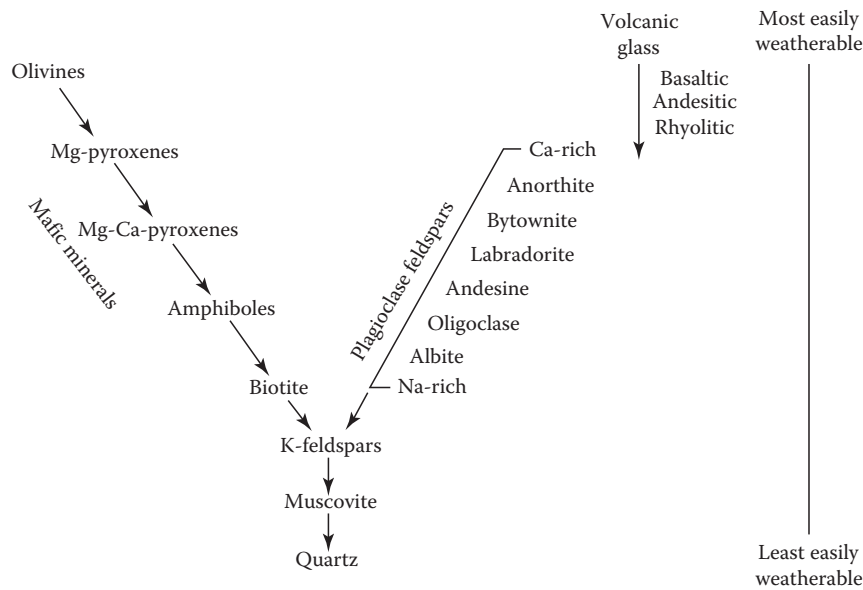 Volcanic
glass
Most easily
weatherable
Olivines
Basaltic
Andesitic
Rhyolitic
Mg-pyroxenes
Ca-rich
Anorthite
Mafic minerals
Mg-Ca-pyroxenes
Plagioclase feldspars
Bytownite
Labradorite
Andesine
Amphiboles
Oligoclase
Albite
Biotite
Na-rich
K-feldspars
Muscovite
Quartz
Least easily
weatherable